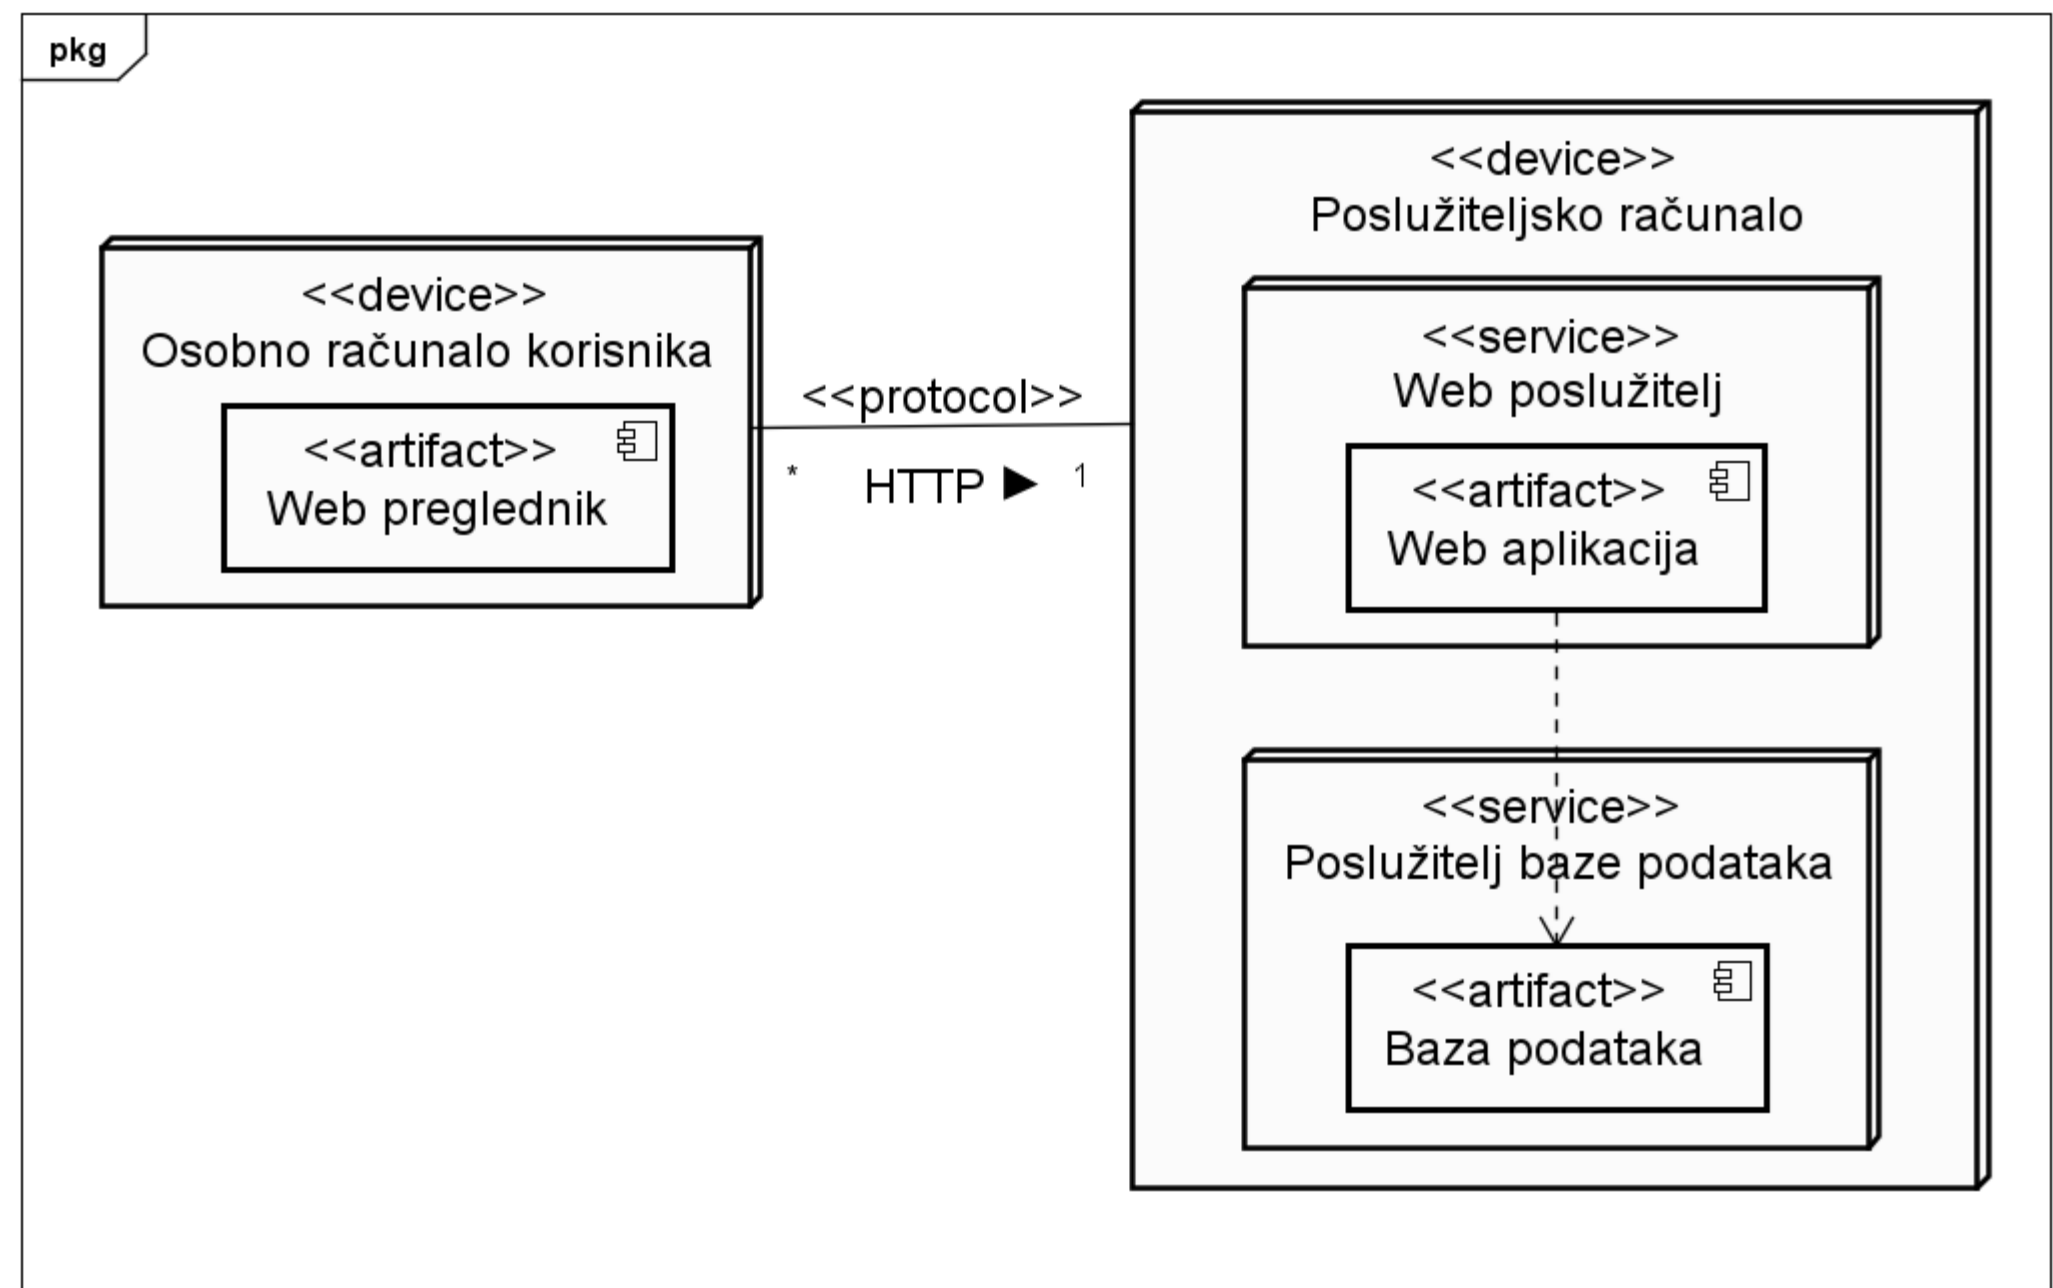 pkg
<<device>>
Osobno računalo korisnika
<<artifact>>
Web preglednik
<<protocol>>
* HTTP ▶ 1
<<device>>
Poslužiteljsko računalo
<<service>>
Web poslužitelj
<<artifact>>
Web aplikacija
<<service>>
Poslužitelj baze podataka
<<artifact>>
Baza podataka